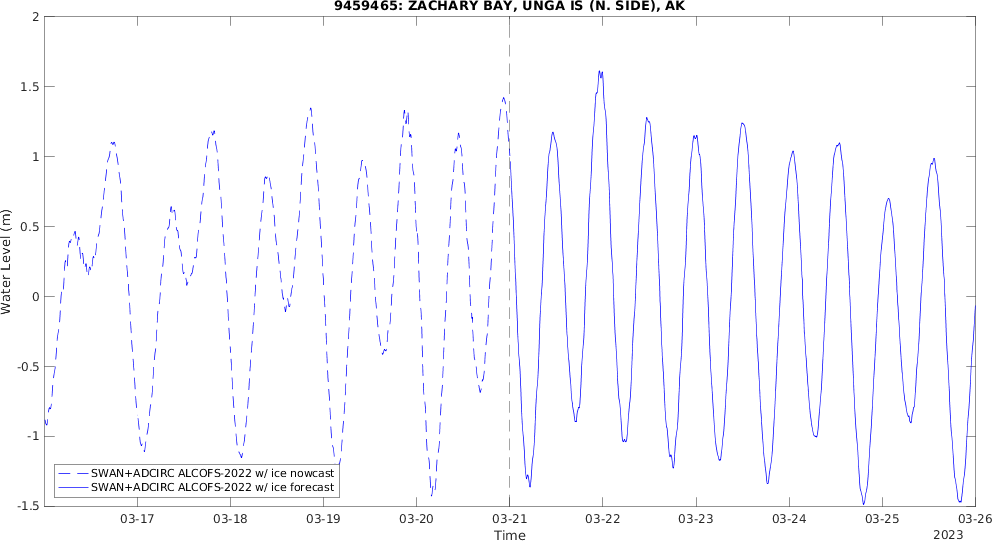 9459465: ZACHARY BAY, UNGA IS (N. SIDE), AK
2
1.5
1
0.5
0
-0.5
-1
-1.5
Water Level (m)
SWAN+ADCIRC ALCOFS-2022 w/ ice nowcast
SWAN+ADCIRC ALCOFS-2022 w/ ice forecast
03-17 03-18 03-19 03-20 03-21 03-22 03-23 03-24 03-25 03-26
Time
2023